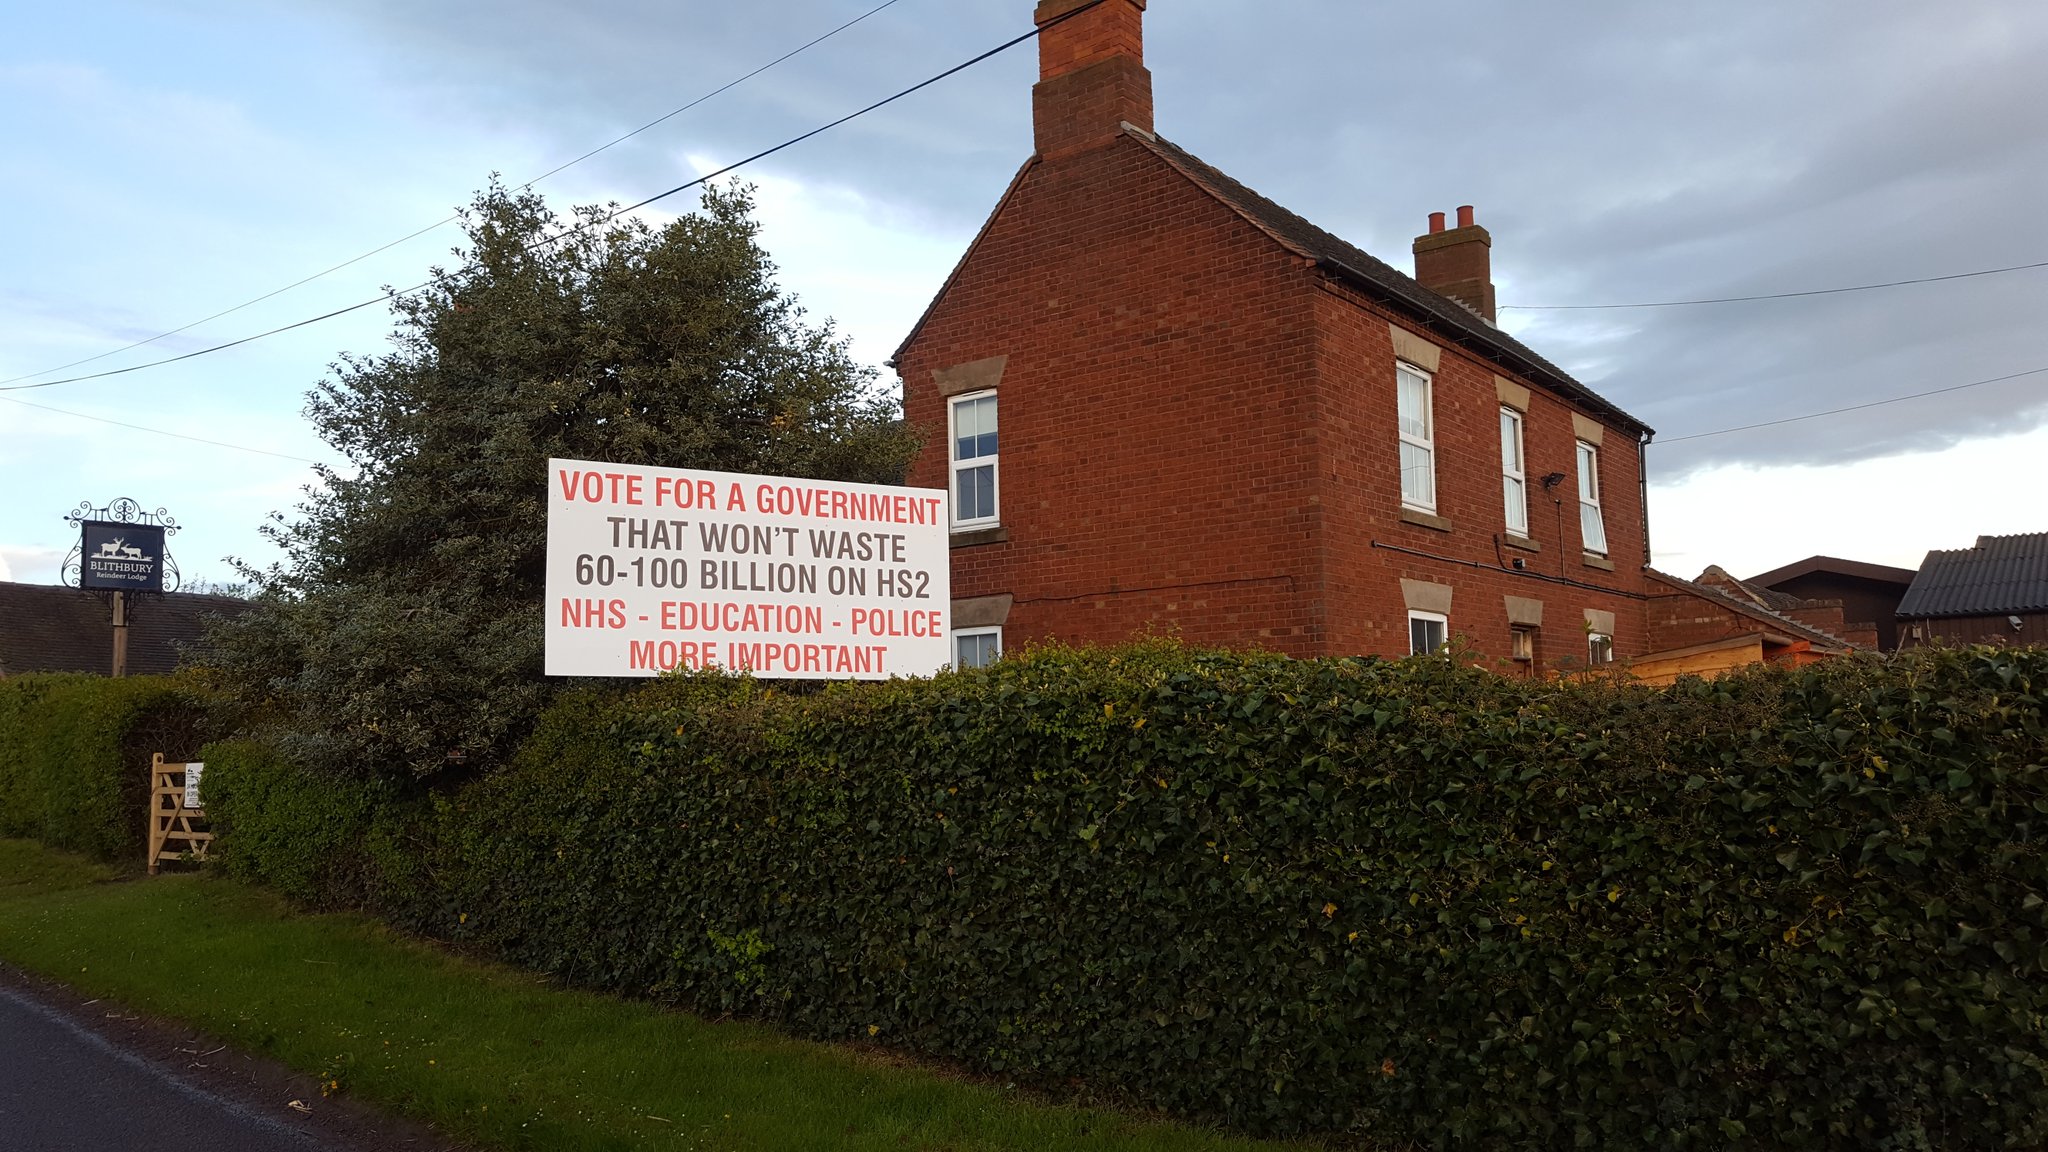 VOTE FOR A GOVERNMENT
THAT WON'T WASTE
60-100 BILLION ON HS2
NHS - EDUCATION - POLICE
MORE IMPORTANT
BLITHBURY
Reindeer Lodge